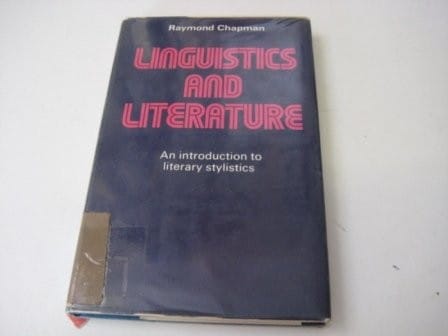 Raymond Chapman
LINGUISTICS
AND
LITERATURE
An introduction to
literary stylistics